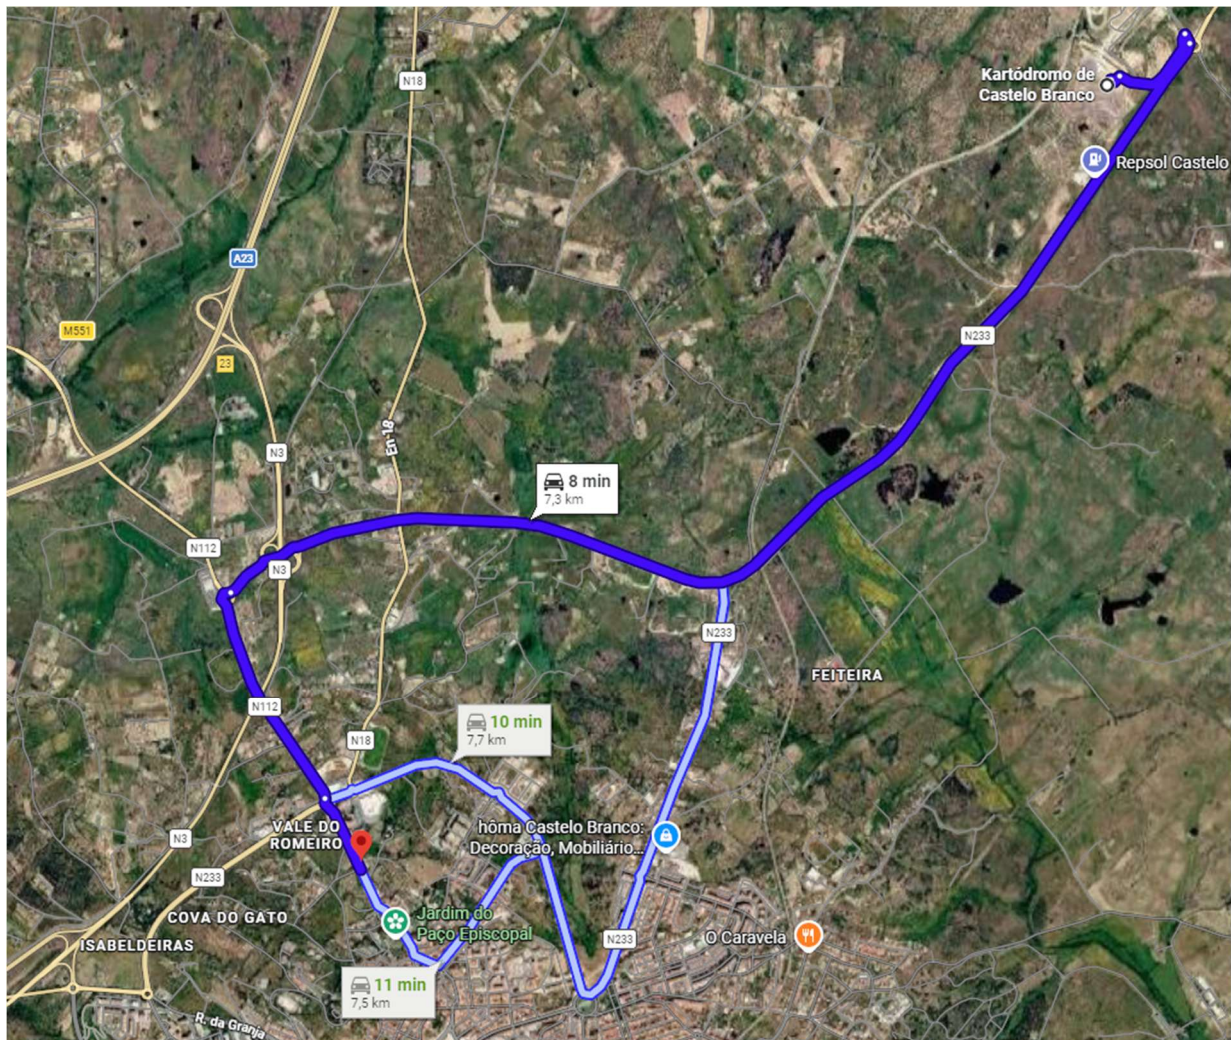 N18
Kartódromo de
Castelo Branco
Repsol Castelo
A23
M551
23
N233
En-18
N3
8 min
7,3 km
N112
N3
N233
FEITEIRA
N112
10 min
7,7 km
N18
hôma Castelo Branco:
Decoração, Mobiliário...
VALE DO
ROMEIRO
N3
N233
COVA DO GATO
Jardim do
Paço Episcopal
ISABELDEIRAS
N233
O Caravela
11 min
7,5 km
R. da Granja